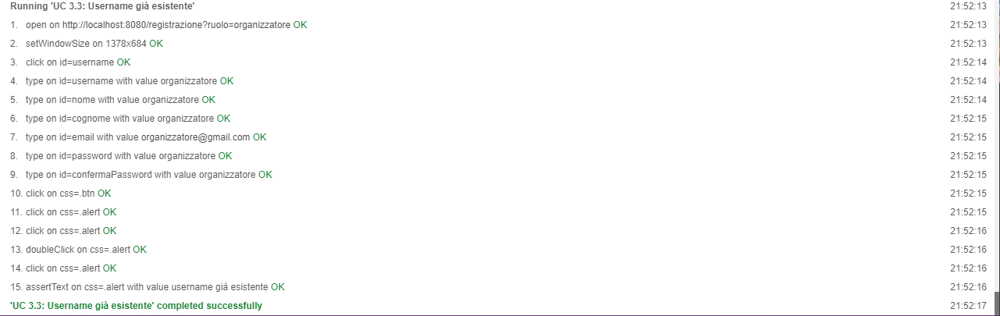 Running 'UC 3.3: Username già esistente' 21:52:13
1. open on http://localhost:8080/registrazione?ruolo=organizzatore OK 21:52:13
2. setWindowSize on 1378x684 OK 21:52:13
3. click on id=username OK 21:52:14
4. type on id=username with value organizzatore OK 21:52:14
5. type on id=nome with value organizzatore OK 21:52:14
6. type on id=cognome with value organizzatore OK 21:52:15
7. type on id=email with value organizzatore@gmail.com OK 21:52:15
8. type on id=password with value organizzatore OK 21:52:15
9. type on id=confermaPassword with value organizzatore OK 21:52:15
10. click on css=.btn OK 21:52:15
11. click on css=.alert OK 21:52:15
12. click on css=.alert OK 21:52:16
13. doubleClick on css=.alert OK 21:52:16
14. click on css=.alert OK 21:52:16
15. assertText on css=.alert with value username già esistente OK 21:52:16
'UC 3.3: Username già esistente' completed successfully 21:52:17